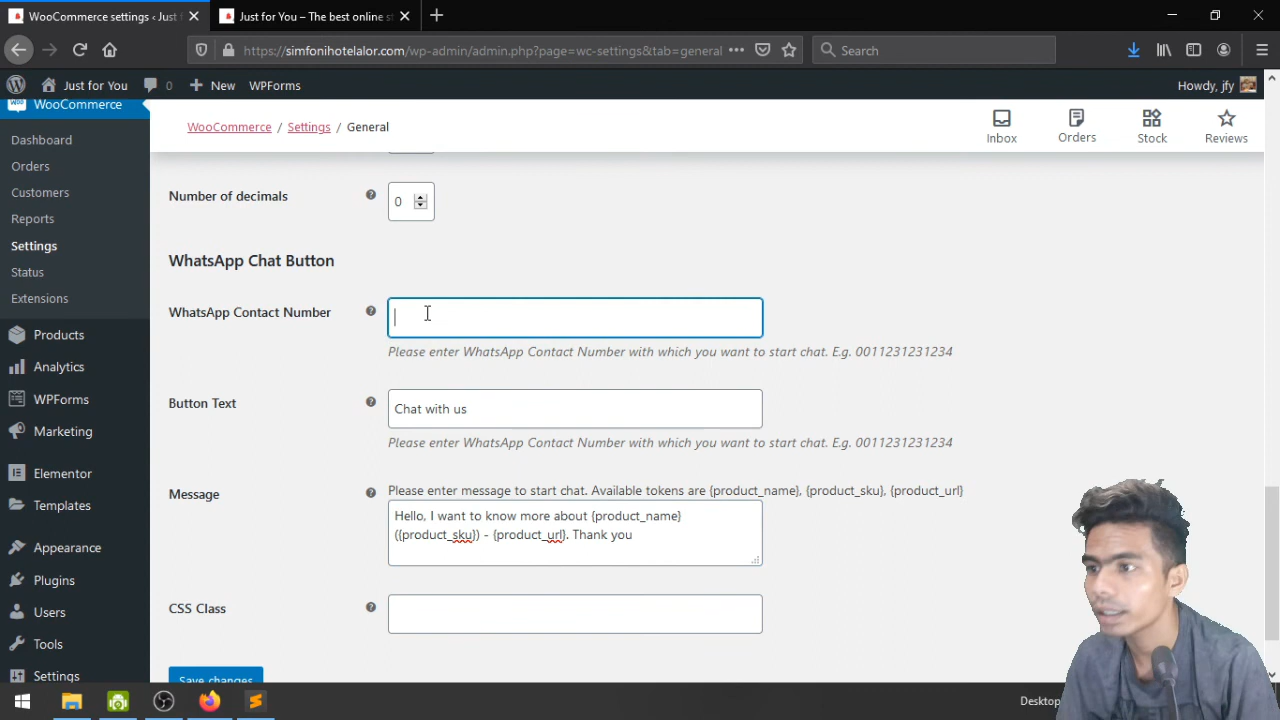 WooCommerce settings ‹ Just f
Just for You – The best online st
https://simfonihotelalor.com/wp-admin/admin.php?page=wc-settings&tab=general
Search
Just for You
0
New
WPForms
Howdy, jfy
WooCommerce
Dashboard
Orders
Customers
Reports
Settings
Status
Extensions
Products
Analytics
WPForms
Marketing
Elementor
Templates
Appearance
Plugins
Users
Tools
Settings
WooCommerce / Settings / General
Inbox
Orders
Stock
Reviews
Number of decimals
0
WhatsApp Chat Button
WhatsApp Contact Number
Please enter WhatsApp Contact Number with which you want to start chat. E.g. 0011231231234
Button Text
Chat with us
Please enter WhatsApp Contact Number with which you want to start chat. E.g. 0011231231234
Message
Please enter message to start chat. Available tokens are {product_name}, {product_sku}, {product_url}
Hello, I want to know more about {product_name}
({product_sku}) - {product_url}. Thank you
CSS Class
Save changes
Desktop